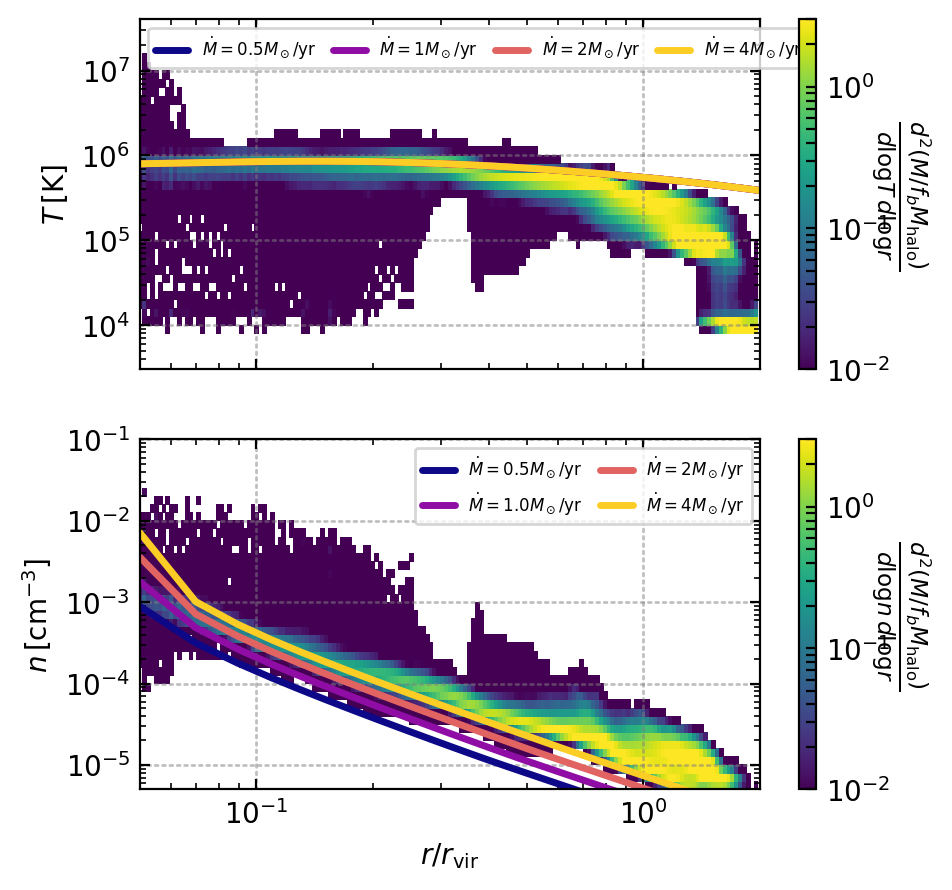 Ṁ = 0.5M⊙/yr Ṁ = 1M⊙/yr Ṁ = 2M⊙/yr Ṁ = 4M⊙/yr
10⁷
10⁶
10⁵
10⁴
T [K]
10⁰
10⁻¹
10⁻²
d²(M/f_b M_halo)
dlogT dlogr
Ṁ = 0.5M⊙/yr Ṁ = 2M⊙/yr
Ṁ = 1.0M⊙/yr Ṁ = 4M⊙/yr
10⁻¹
10⁻²
10⁻³
10⁻⁴
10⁻⁵
n [cm⁻³]
10⁻¹ 10⁰
r/r_vir
10⁰
10⁻¹
10⁻²
d²(M/f_b M_halo)
dlogn dlogr